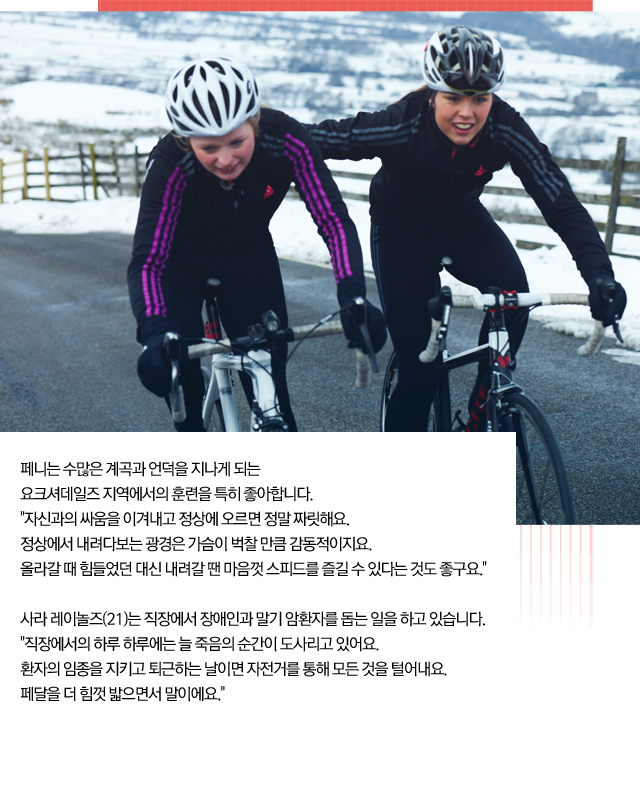 페니는 수많은 계곡과 언덕을 지나게 되는
요크셔데일즈 지역에서의 훈련을 특히 좋아합니다.
"자신과의 싸움을 이겨내고 정상에 오르면 정말 짜릿해요.
정상에서 내려다보는 광경은 가슴이 벅찰 만큼 감동적이지요.
올라갈 때 힘들었던 대신 내려갈 땐 마음껏 스피드를 즐길 수 있다는 것도 좋구요."
사라 레이놀즈(21)는 직장에서 장애인과 말기 암환자를 돕는 일을 하고 있습니다.
"직장에서의 하루 하루에는 늘 죽음의 순간이 도사리고 있어요.
환자의 임종을 지키고 퇴근하는 날이면 자전거를 통해 모든 것을 털어내요.
페달을 더 힘껏 밟으면서 말이에요."